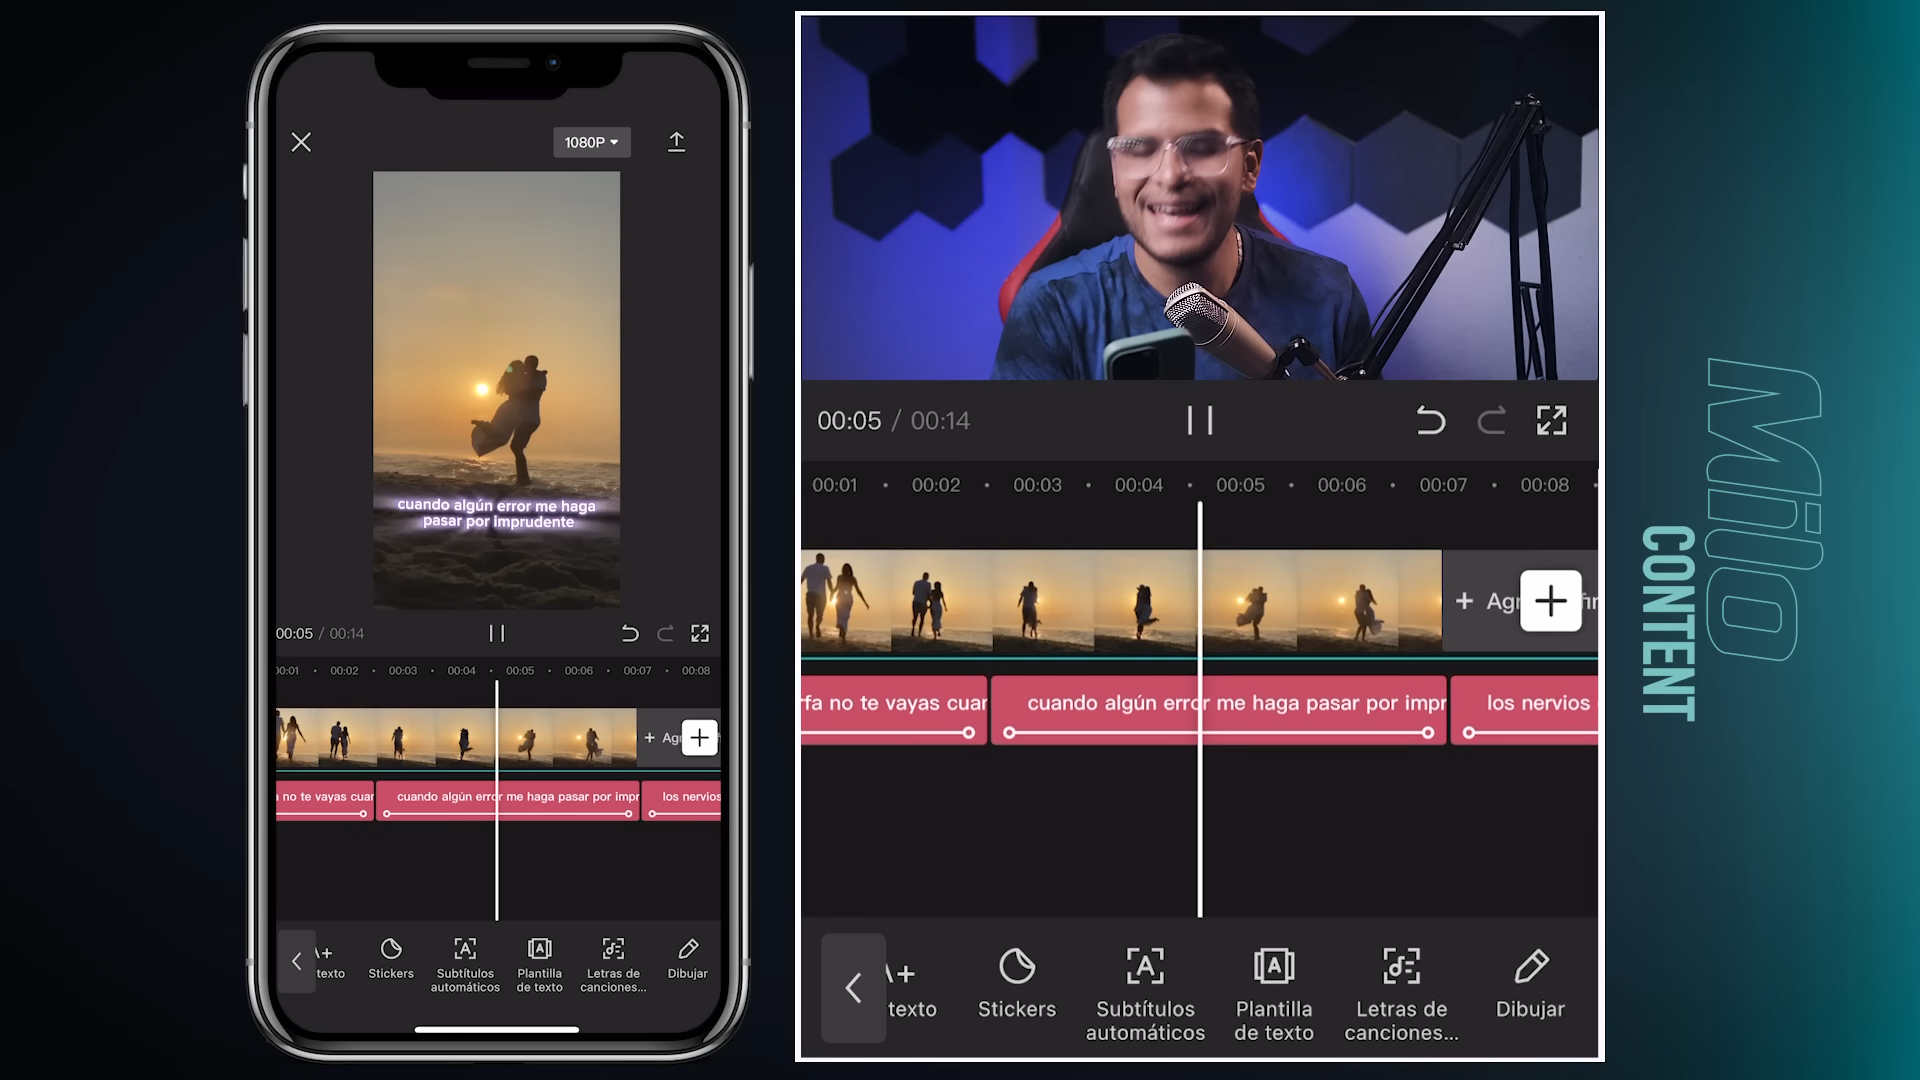 1080P
cuando algún error me haga
pasar por imprudente
00:05 / 00:14
00:01 • 00:02 • 00:03 • 00:04 • 00:05 • 00:06 • 00:07 • 00:08
+ Agr
no te vayas cuar
cuando algún error me haga pasar por impr
los nervios
A+
texto
Stickers
Subtítulos
automáticos
Plantilla
de texto
Letras de
canciones...
Dibujar
00:05 / 00:14
00:01 • 00:02 • 00:03 • 00:04 • 00:05 • 00:06 • 00:07 • 00:08
+ Agr
fa no te vayas cuar
cuando algún error me haga pasar por impr
los nervios
A+
texto
Stickers
Subtítulos
automáticos
Plantilla
de texto
Letras de
canciones...
Dibujar
Milo
CONTENT